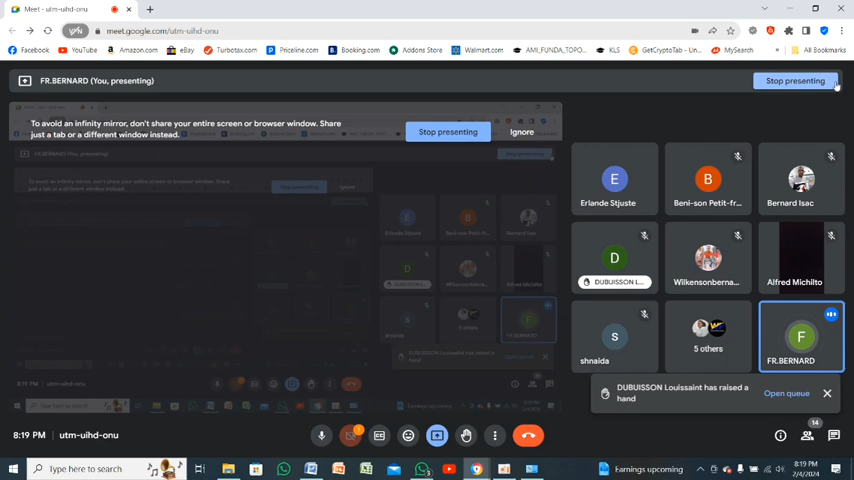 Meet - utm-uihd-onu
meet.google.com/utm-uihd-onu
VPN
Facebook YouTube Amazon.com eBay Turbotax.com Priceline.com Booking.com Addons Store Walmart.com AMI_FUNDA_TOPO... KLS GetCryptoTab - Un... MySearch » All Bookmarks
FR.BERNARD (You, presenting)
Stop presenting
To avoid an infinity mirror, don't share your entire screen or browser window. Share
just a tab or a different window instead.
Stop presenting
Ignore
FR.BERNARD (You, presenting)
E
Erlande Stjuste
B
Beni-son Petit-fr...
Bernard Isac
D
DUBUISSON L...
Wilkensonberna...
Alfred Michilto
s
shnaida
5 others
F
FR.BERNARD
DUBUISSON Louissaint has raised a
hand
Open queue
8:19 PM utm-uihd-onu
14
Type here to search
Earnings upcoming
8:19 PM
2/4/2024